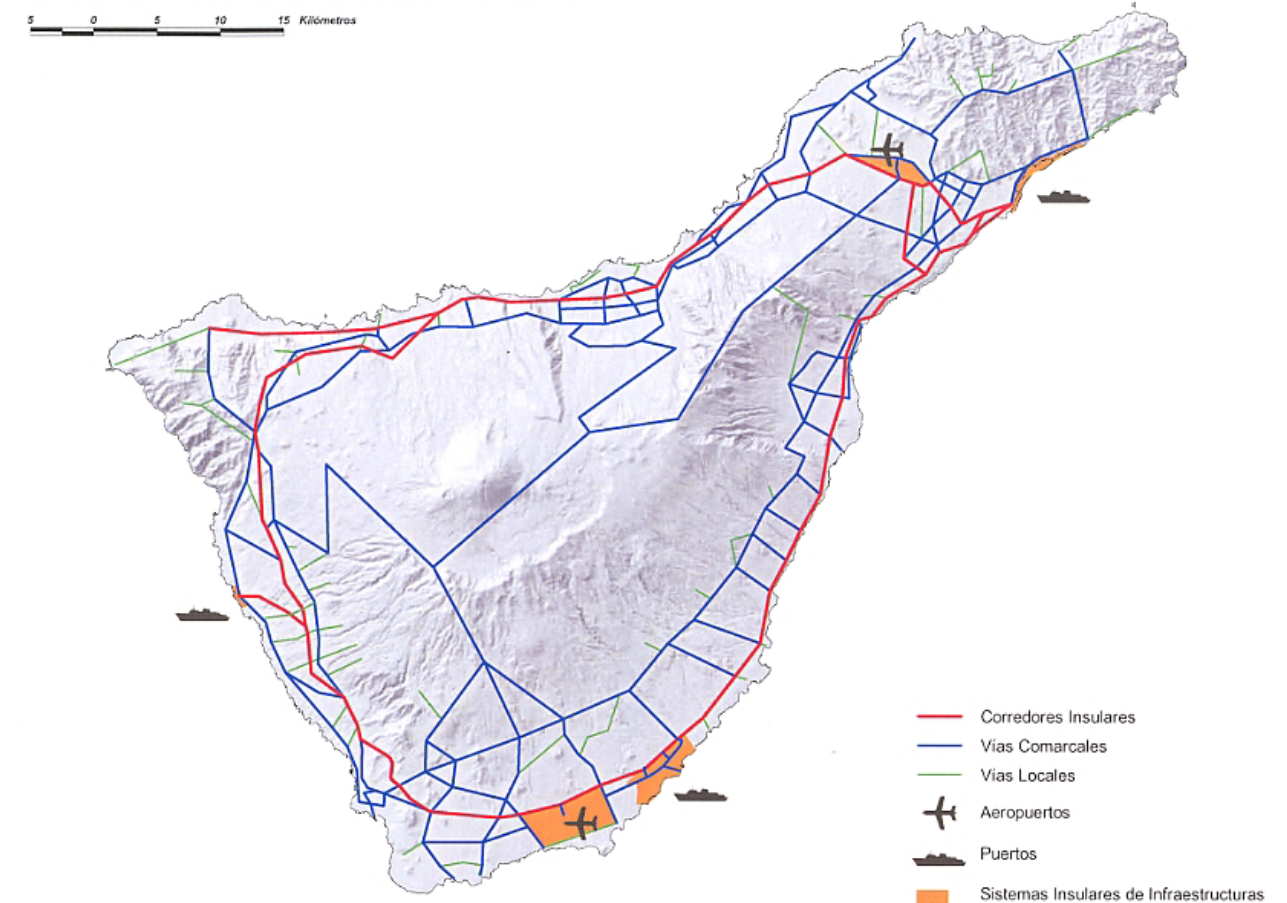 5 0 5 10 15 Kilómetros
Corredores Insulares
Vías Comarcales
Vías Locales
Aeropuertos
Puertos
Sistemas Insulares de Infraestructuras